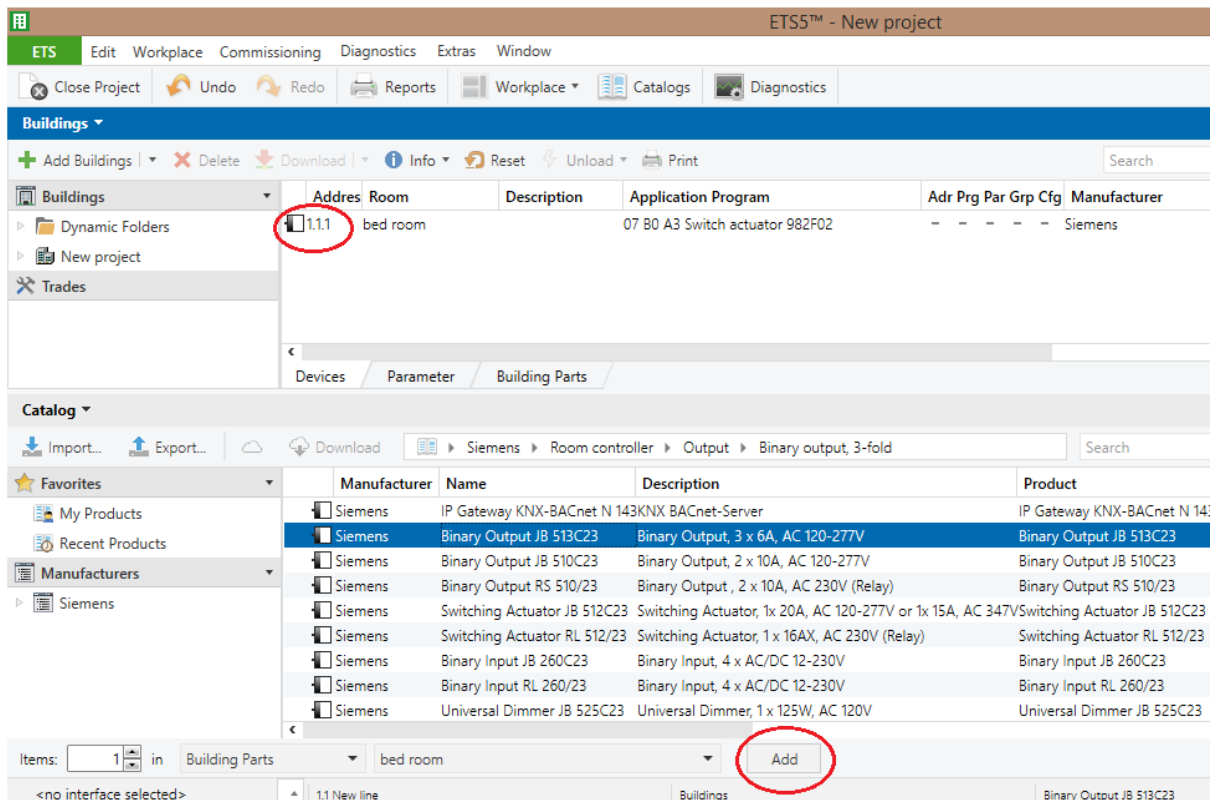 ETS5™ - New project
ETS Edit Workplace Commissioning Diagnostics Extras Window
Close Project Undo Redo Reports Workplace Catalogs Diagnostics
Buildings
Add Buildings Delete Download Info Reset Unload Print Search
Buildings
Dynamic Folders
New project
Trades
Addres Room Description Application Program Adr Prg Par Grp Cfg Manufacturer
1.1.1 bed room 07 B0 A3 Switch actuator 982F02 – – – – – Siemens
Devices Parameter Building Parts
Catalog
Import... Export... Download Siemens Room controller Output Binary output, 3-fold Search
Favorites
My Products
Recent Products
Manufacturers
Siemens
Manufacturer Name Description Product
Siemens IP Gateway KNX-BACnet N 143 KNX BACnet-Server IP Gateway KNX-BACnet N 143
Siemens Binary Output JB 513C23 Binary Output, 3 x 6A, AC 120-277V Binary Output JB 513C23
Siemens Binary Output JB 510C23 Binary Output, 2 x 10A, AC 120-277V Binary Output JB 510C23
Siemens Binary Output RS 510/23 Binary Output , 2 x 10A, AC 230V (Relay) Binary Output RS 510/23
Siemens Switching Actuator JB 512C23 Switching Actuator, 1x 20A, AC 120-277V or 1x 15A, AC 347V Switching Actuator JB 512C23
Siemens Switching Actuator RL 512/23 Switching Actuator, 1 x 16AX, AC 230V (Relay) Switching Actuator RL 512/23
Siemens Binary Input JB 260C23 Binary Input, 4 x AC/DC 12-230V Binary Input JB 260C23
Siemens Binary Input RL 260/23 Binary Input, 4 x AC/DC 12-230V Binary Input RL 260/23
Siemens Universal Dimmer JB 525C23 Universal Dimmer, 1 x 125W, AC 120V Universal Dimmer JB 525C23
Items: 1 in Building Parts bed room Add
<no interface selected> 1.1 New line Buildings Binary Output JB 513C23